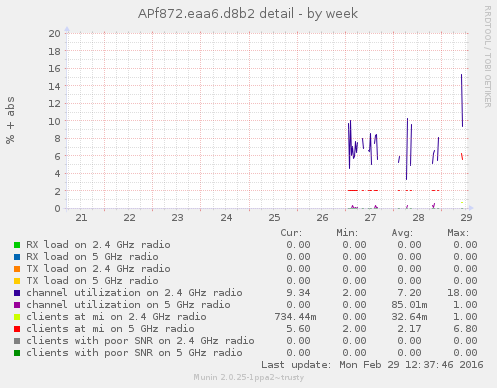 APf872.eaa6.d8b2 detail - by week
RRDTOOL / TOBI OETIKER
% + abs
20
18
16
14
12
10
8
6
4
2
0
21 22 23 24 25 26 27 28 29
Cur: Min: Avg: Max:
RX load on 2.4 GHz radio 0.00 0.00 0.00 0.00
RX load on 5 GHz radio 0.00 0.00 0.00 0.00
TX load on 2.4 GHz radio 0.00 0.00 0.00 0.00
TX load on 5 GHz radio 0.00 0.00 0.00 0.00
channel utilization on 2.4 GHz radio 9.34 2.00 7.20 18.00
channel utilization on 5 GHz radio 0.00 0.00 85.01m 1.00
clients at mi on 2.4 GHz radio 734.44m 0.00 32.64m 1.00
clients at mi on 5 GHz radio 5.60 2.00 2.17 6.80
clients with poor SNR on 2.4 GHz radio 0.00 0.00 0.00 0.00
clients with poor SNR on 5 GHz radio 0.00 0.00 0.00 0.00
Last update: Mon Feb 29 12:37:46 2016
Munin 2.0.25-1ppa2~trusty